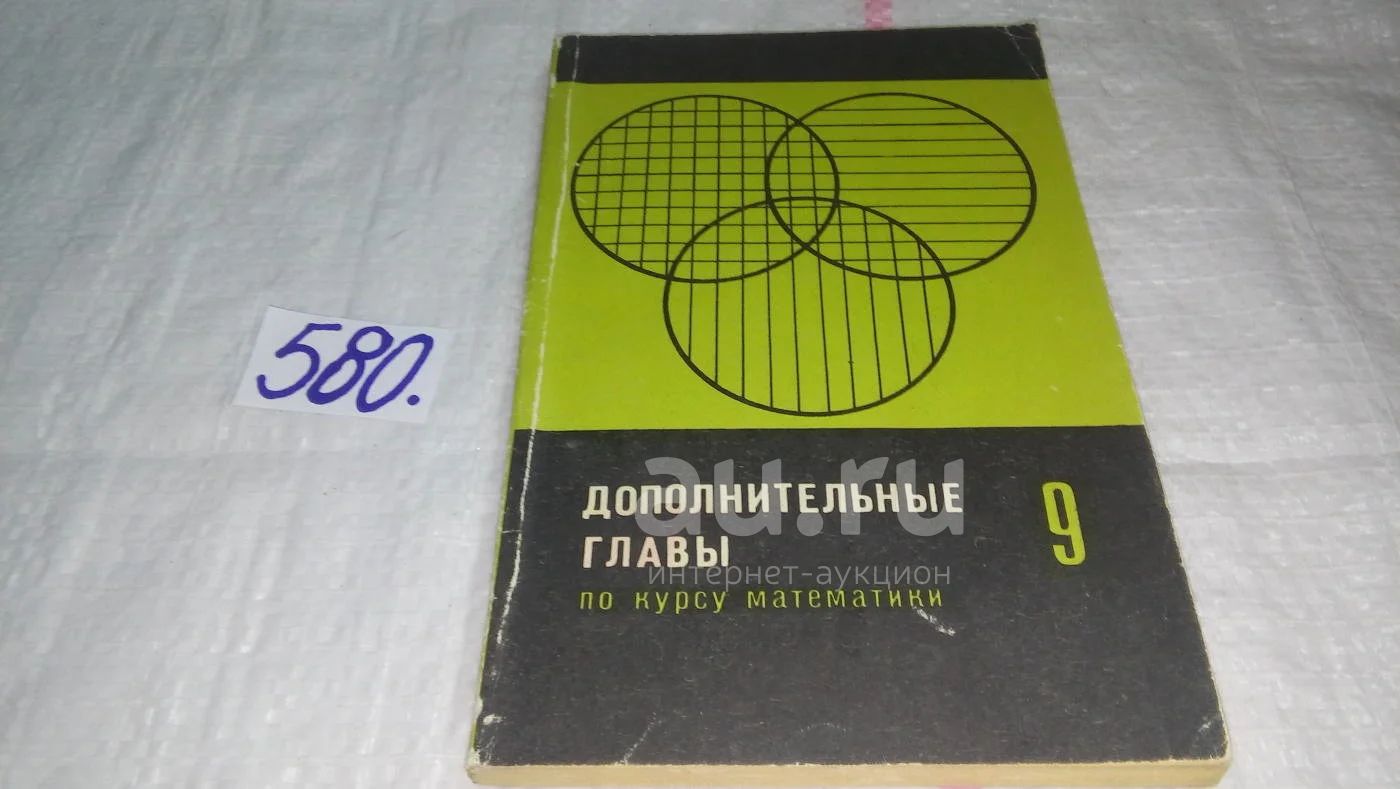 580.
ДОПОЛНИТЕЛЬНЫЕ 9
ГЛАВЫ
по курсу математики
au.ru
интернет-аукцион